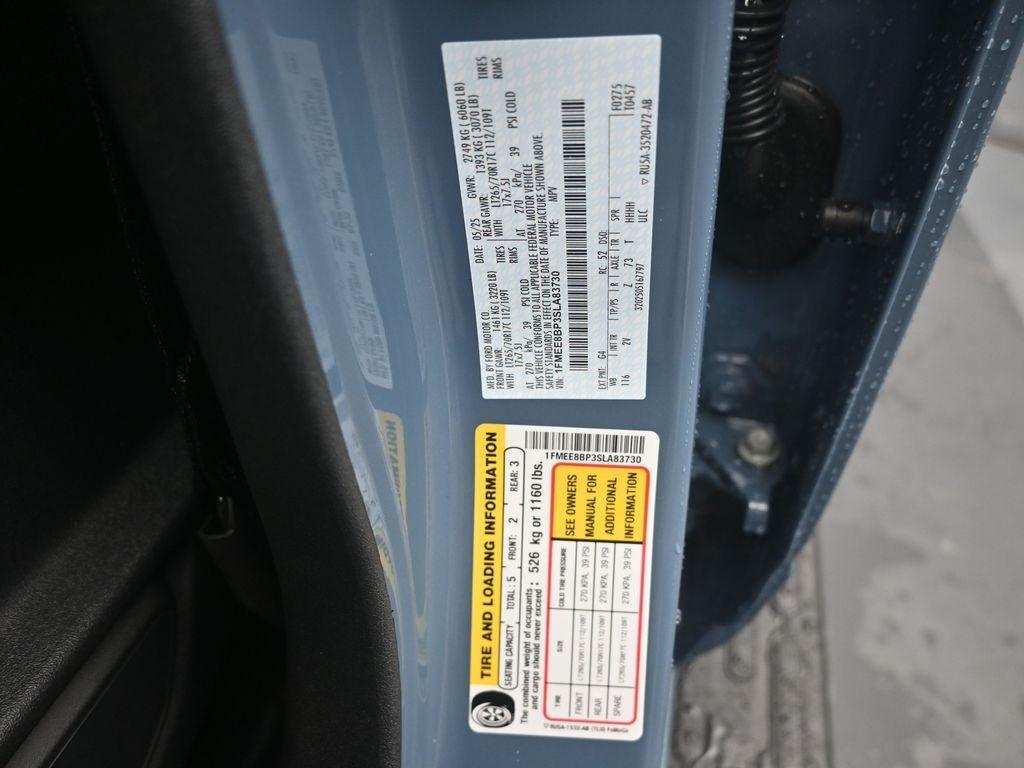 MFD. BY FORD MOTOR CO.
DATE: 05/25
GVWR: 2749 KG ( 6060 LB)
FRONT GAWR: 1461 KG ( 3220 LB)
REAR GAWR: 1393 KG ( 3070 LB)
WITH LT265/70R17C 112/109T TIRES
WITH LT265/70R17C 112/109T TIRES
17x7.5J RIMS
17x7.5J RIMS
AT 270 kPa/ 39 PSI COLD
AT 270 kPa/ 39 PSI COLD
THIS VEHICLE CONFORMS TO ALL APPLICABLE FEDERAL MOTOR VEHICLE
SAFETY STANDARDS IN EFFECT ON THE DATE OF MANUFACTURE SHOWN ABOVE.
VIN: 1FMEE8BP3SLA83730
TYPE: MPV
EXT PNT: G4 RC: 52 DSO: F0275
WB INT TR TP/PS R AXLE TR SPR T0457
116 2V Z 73 T HHHH
ULC
▽ RU5A-3520472-AB
TIRE AND LOADING INFORMATION
SEATING CAPACITY TOTAL : 5 FRONT: 2 REAR: 3
The combined weight of occupants and cargo should never exceed : 526 kg or 1160 lbs.
TIRE SIZE COLD TIRE PRESSURE
FRONT LT265/70R17C 112/109T 270 KPA, 39 PSI
REAR LT265/70R17C 112/109T 270 KPA, 39 PSI
SPARE LT265/70R17C 112/109T 270 KPA, 39 PSI
SEE OWNERS
MANUAL FOR
ADDITIONAL
INFORMATION
1FMEE8BP3SLA83730